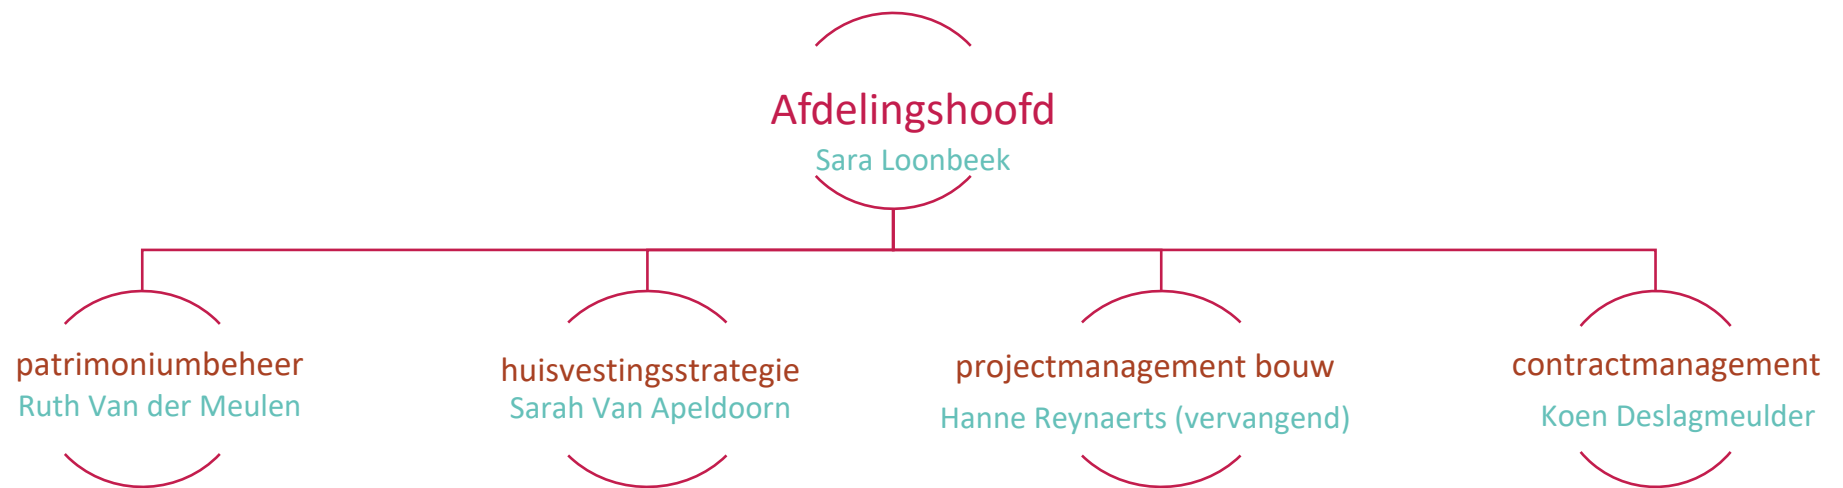 Afdelingshoofd
Sara Loonbeek
patrimoniumbeheer
Ruth Van der Meulen
huisvestingsstrategie
Sarah Van Apeldoorn
projectmanagement bouw
Hanne Reynaerts (vervangend)
contractmanagement
Koen Deslagmeulder